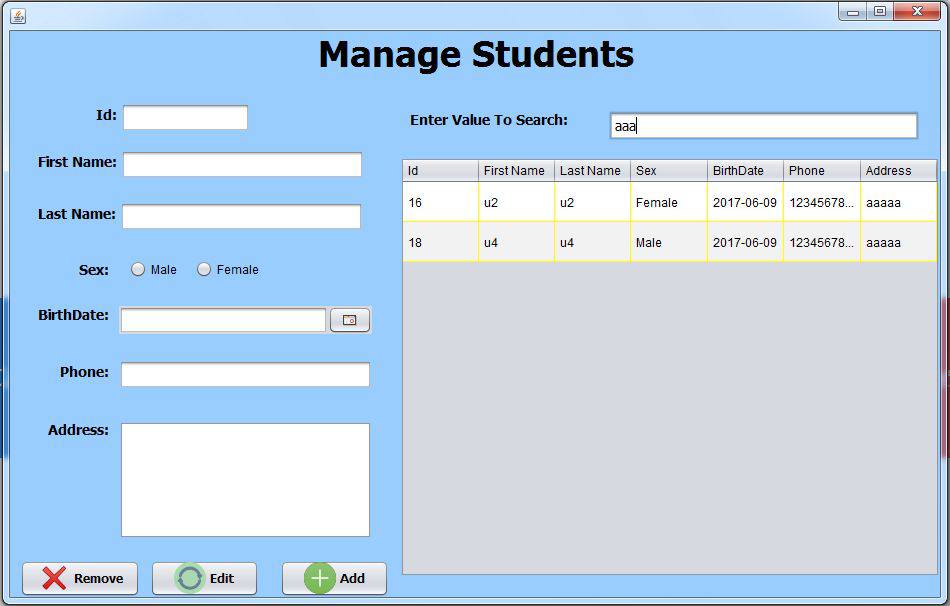 Manage Students
Id:
First Name:
Last Name:
Sex: Male Female
BirthDate:
Phone:
Address:
Remove Edit Add
Enter Value To Search: aaa
Id First Name Last Name Sex BirthDate Phone Address
16 u2 u2 Female 2017-06-09 12345678... aaaaa
18 u4 u4 Male 2017-06-09 12345678... aaaaa